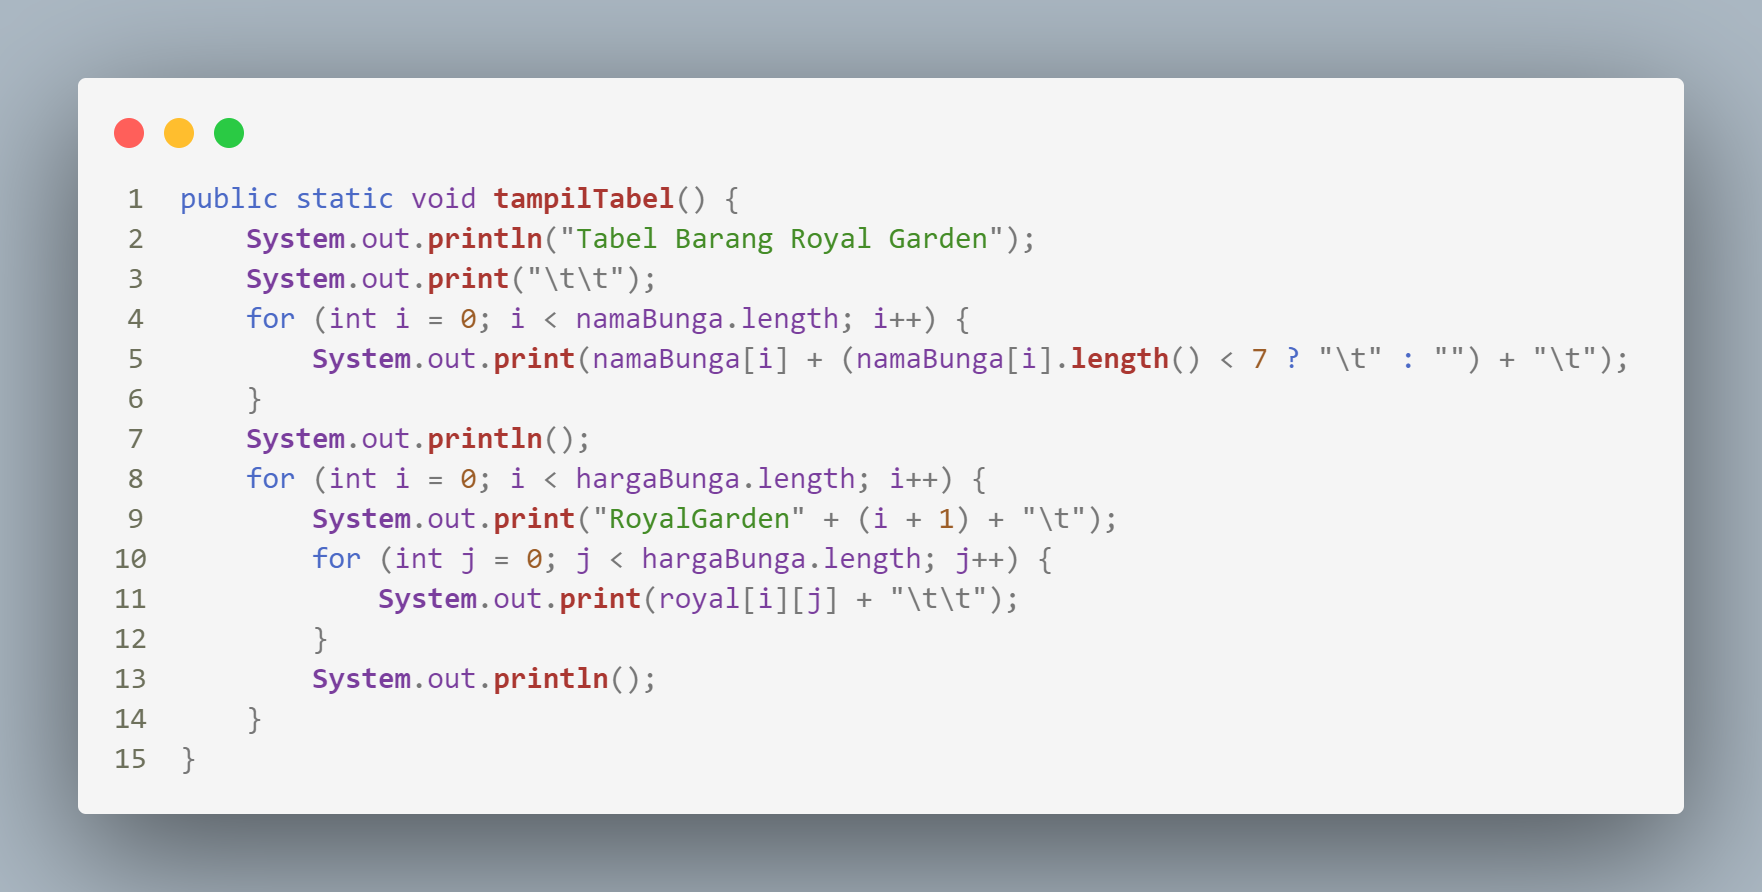 1 public static void tampilTabel() {
2     System.out.println("Tabel Barang Royal Garden");
3     System.out.print("\t\t");
4     for (int i = 0; i < namaBunga.length; i++) {
5         System.out.print(namaBunga[i] + (namaBunga[i].length() < 7 ? "\t" : "") + "\t");
6     }
7     System.out.println();
8     for (int i = 0; i < hargaBunga.length; i++) {
9         System.out.print("RoyalGarden" + (i + 1) + "\t");
10         for (int j = 0; j < hargaBunga.length; j++) {
11             System.out.print(royal[i][j] + "\t\t");
12         }
13         System.out.println();
14     }
15 }